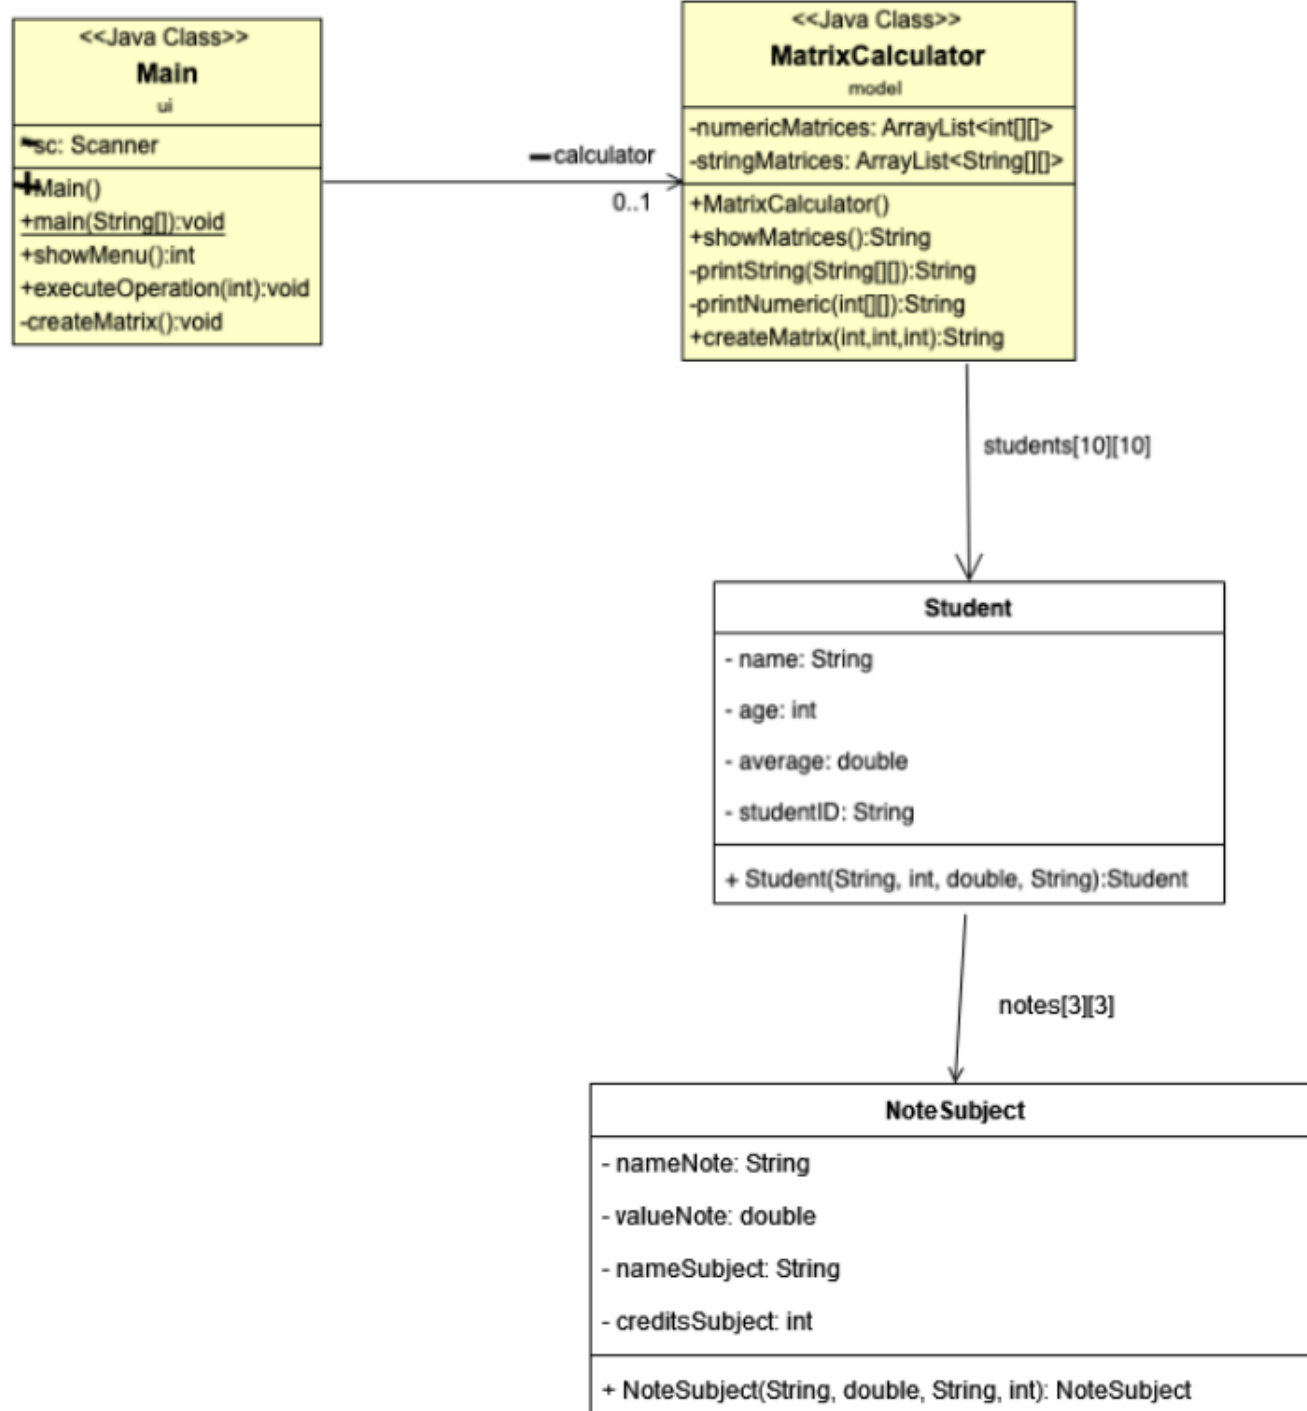 <<Java Class>>
Main
ui
-sc: Scanner
+Main()
+main(String[]):void
+showMenu():int
+executeOperation(int):void
-createMatrix():void
-calculator
0..1
<<Java Class>>
MatrixCalculator
model
-numericMatrices: ArrayList<int[][]>
-stringMatrices: ArrayList<String[][]>
+MatrixCalculator()
+showMatrices():String
-printString(String[][]):String
-printNumeric(int[][]):String
+createMatrix(int,int,int):String
students[10][10]
Student
- name: String
- age: int
- average: double
- studentID: String
+ Student(String, int, double, String):Student
notes[3][3]
NoteSubject
- nameNote: String
- valueNote: double
- nameSubject: String
- creditsSubject: int
+ NoteSubject(String, double, String, int): NoteSubject